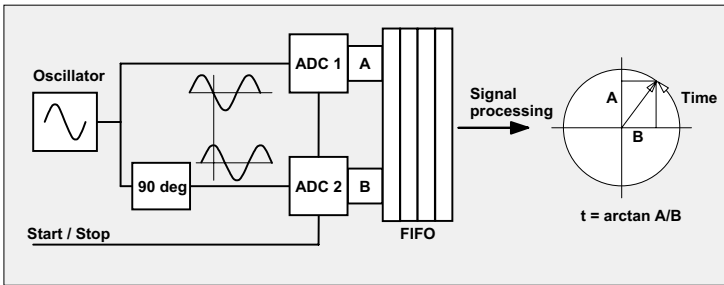 ADC 1
A
Oscillator
Signal
processing
A
Time
B
90 deg
ADC 2
B
Start / Stop
FIFO
t = arctan A/B